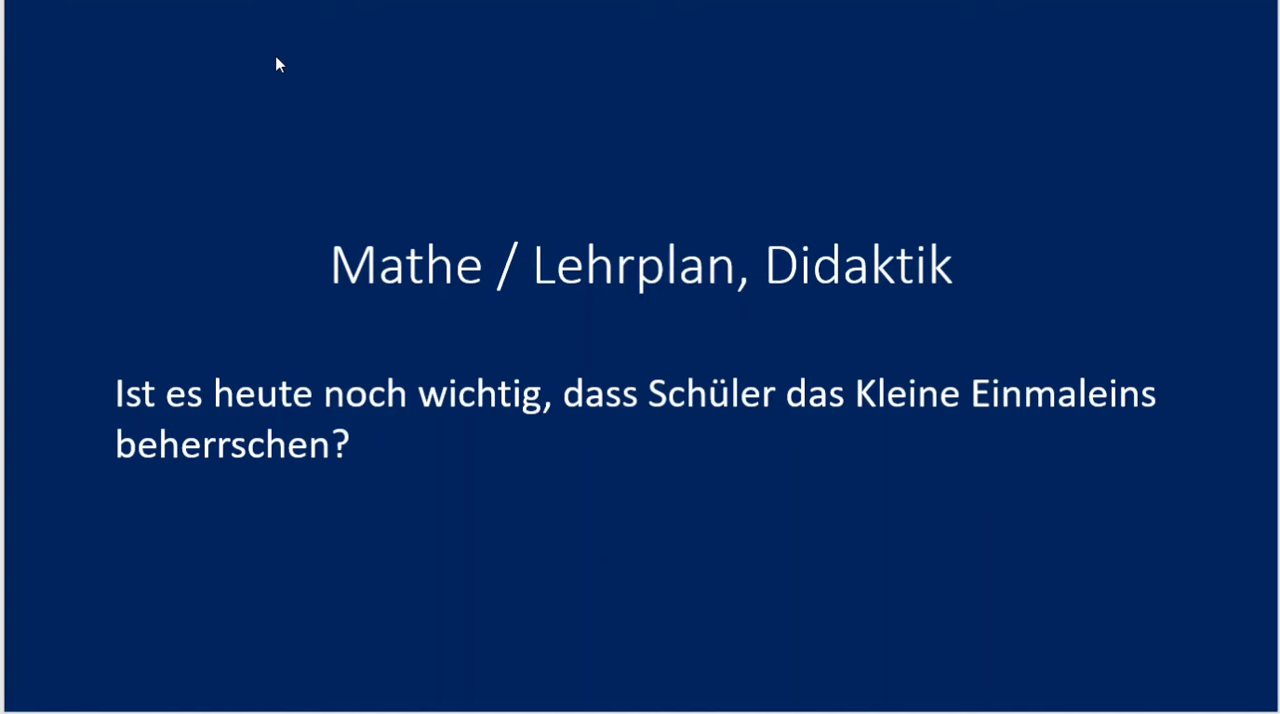 Mathe / Lehrplan, Didaktik
Ist es heute noch wichtig, dass Schüler das Kleine Einmaleins
beherrschen?